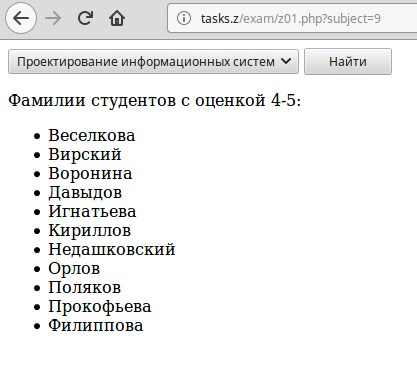 tasks.z/exam/z01.php?subject=9
Проектирование информационных систем Найти
Фамилии студентов с оценкой 4-5:
Веселкова
Вирский
Воронина
Давыдов
Игнатьева
Кириллов
Недашковский
Орлов
Поляков
Прокофьева
Филиппова